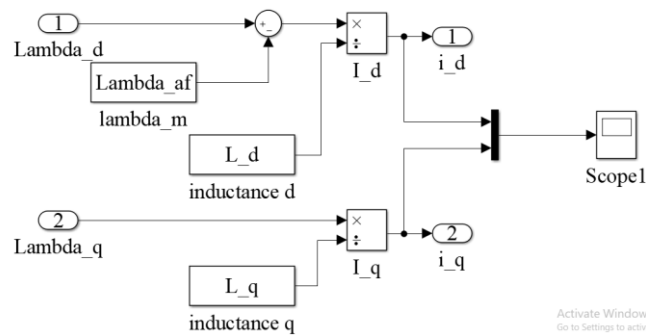 1
Lambda_d
+
-
×
÷
I_d
1
i_d
Lambda_af
lambda_m
L_d
inductance d
Scope1
2
Lambda_q
×
÷
I_q
2
i_q
L_q
inductance q
Activate Window
Go to Settings to activ